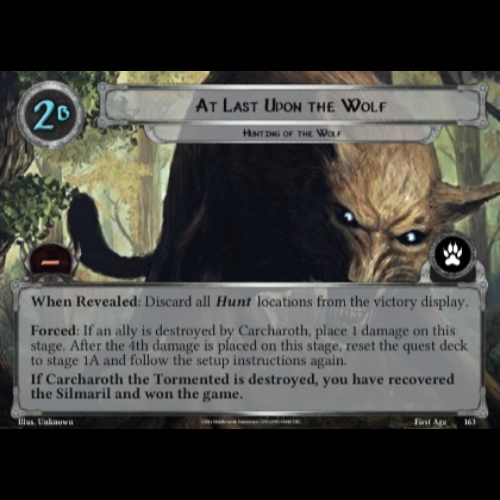 2B
At Last Upon the Wolf
Hunting of the Wolf
–
When Revealed: Discard all Hunt locations from the victory display.
Forced: If an ally is destroyed by Carcharoth, place 1 damage on this
stage. After the 4th damage is placed on this stage, reset the quest deck
to stage 1A and follow the setup instructions again.
If Carcharoth the Tormented is destroyed, you have recovered
the Silmaril and won the game.
Illus. Unknown
First Age 163